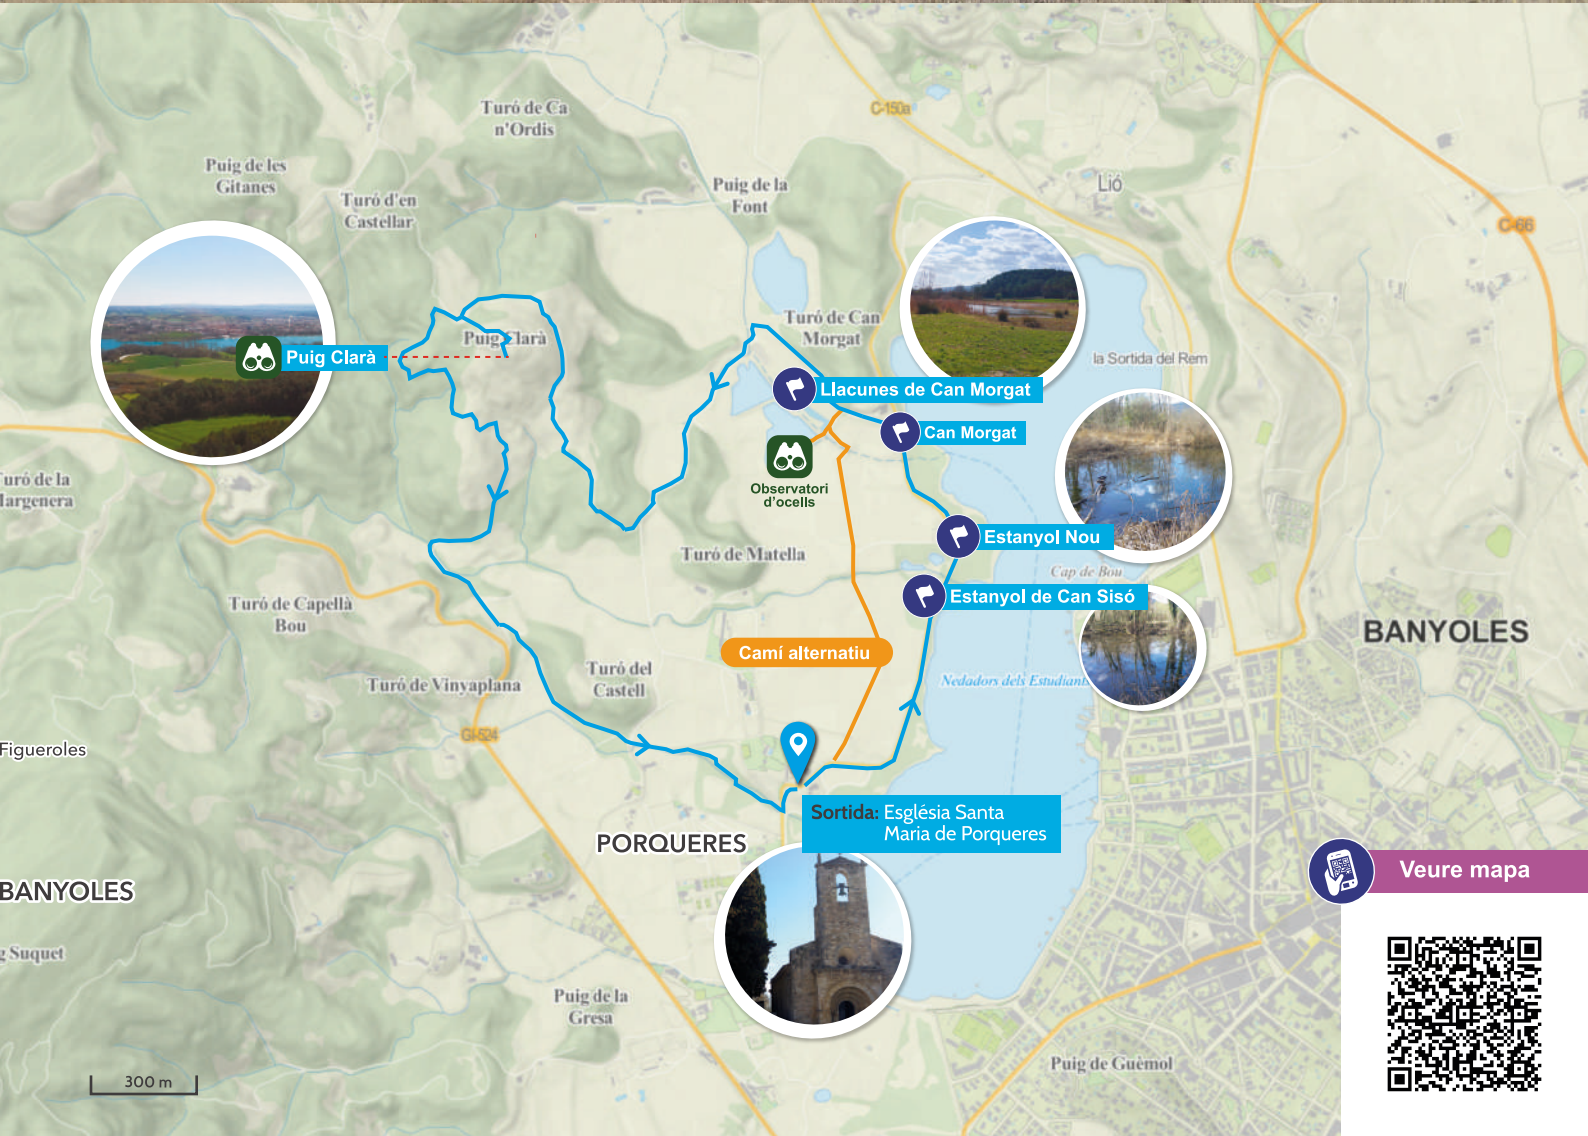 Turó de Ca
n'Ordis
C-150a
Puig de les
Gitanes
Turó d'en
Castellar
Puig de la
Font
Lió
C-66
Turó de Can
Morgat
Puig Clarà
Puig Clarà
la Sortida del Rem
Llacunes de Can Morgat
Can Morgat
Observatori
d'ocells
Estanyol Nou
Turó de Matella
Cap de Bou
Estanyol de Can Sisó
Turó de Capellà
Bou
BANYOLES
Camí alternatiu
Turó del
Castell
Turó de Vinyaplana
Nedadors dels Estudiants
GI-524
Figueroles
Sortida: Església Santa
Maria de Porqueres
PORQUERES
Veure mapa
BANYOLES
Suquet
Puig de la
Gresa
Puig de Guèmol
300 m